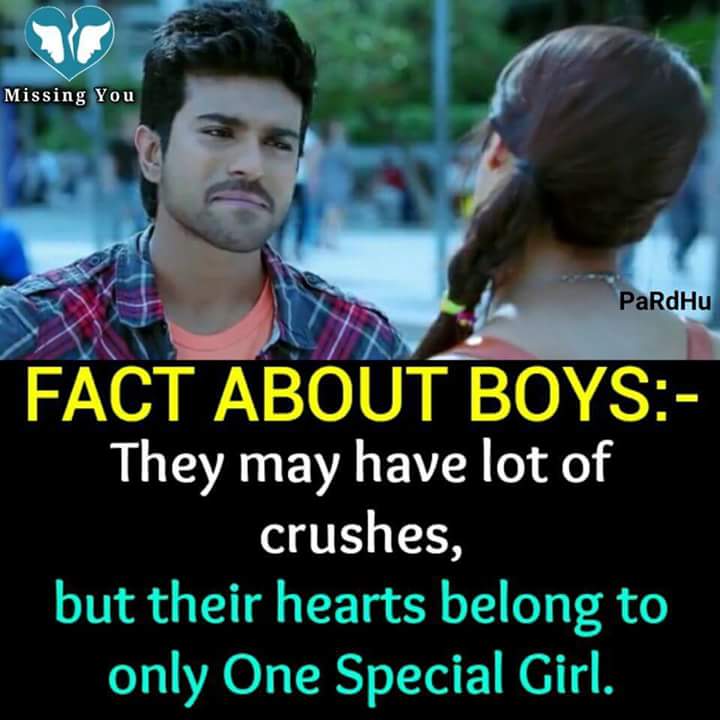 Missing You
PaRdHu
FACT ABOUT BOYS:-
They may have lot of
crushes,
but their hearts belong to
only One Special Girl.